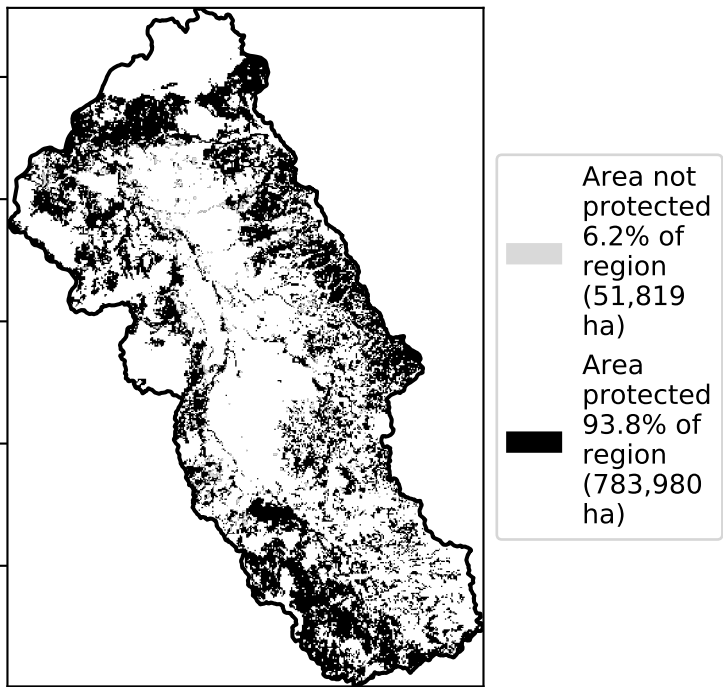 Area not
protected
6.2% of
region
(51,819
ha)
Area
protected
93.8% of
region
(783,980
ha)